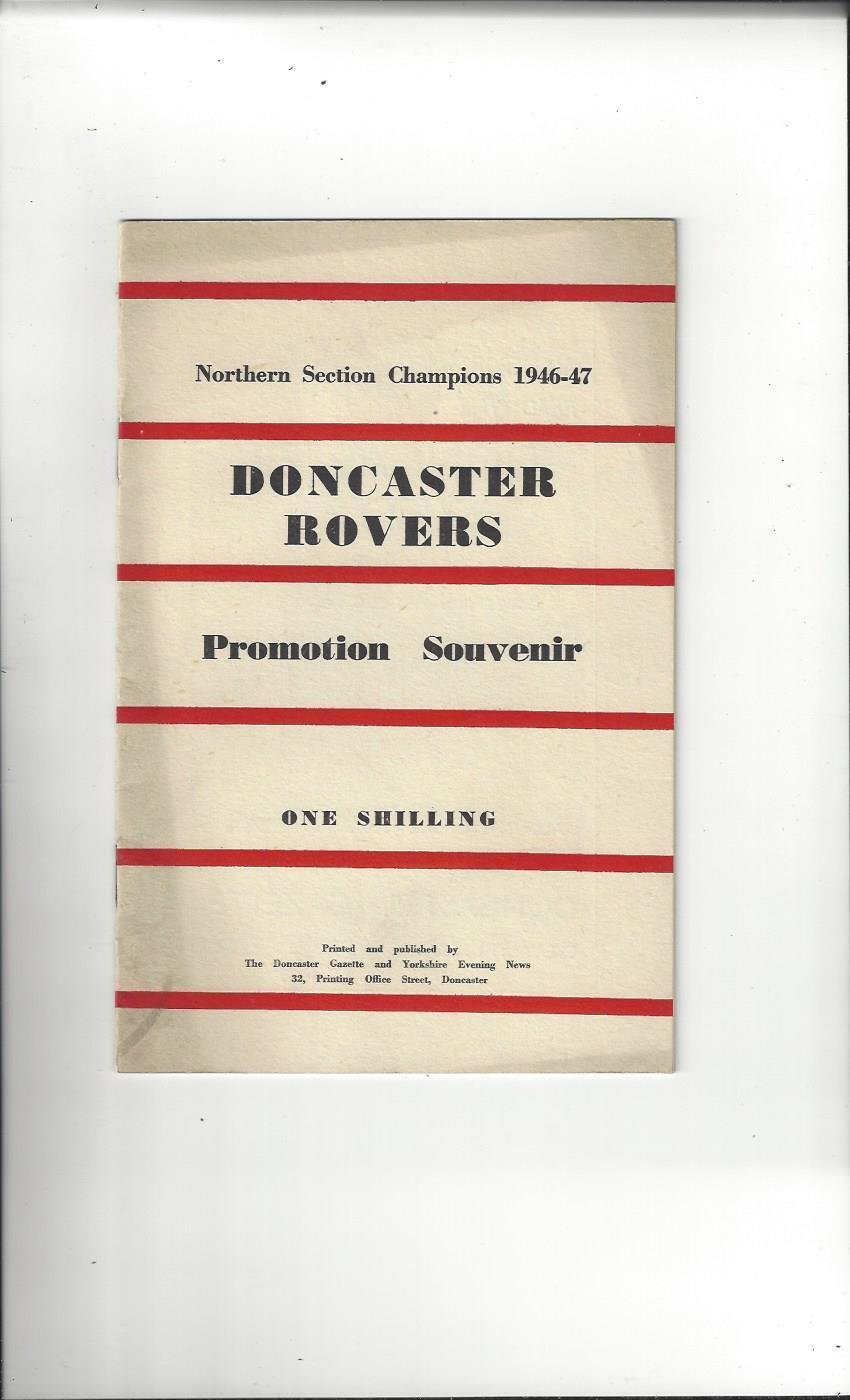 Northern Section Champions 1946-47
DONCASTER
ROVERS
Promotion Souvenir
ONE SHILLING
Printed and published by
The Doncaster Gazette and Yorkshire Evening News
32, Printing Office Street, Doncaster